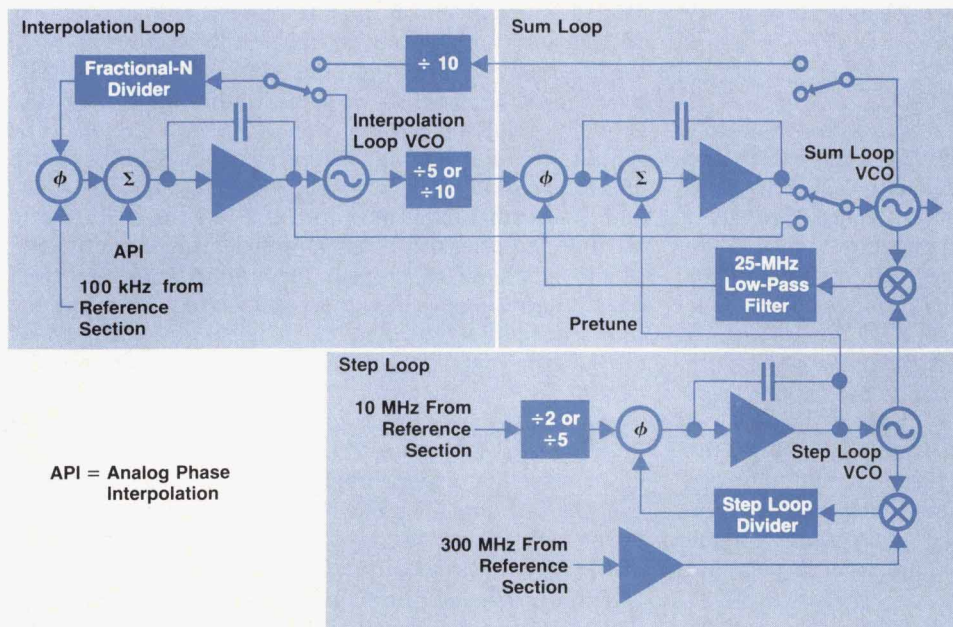 Interpolation Loop
Fractional-N
Divider
÷ 10
Interpolation
Loop VCO
÷5 or
÷10
ϕ
Σ
API
100 kHz from
Reference
Section
Sum Loop
Sum Loop
VCO
ϕ
Σ
25-MHz
Low-Pass
Filter
Pretune
Step Loop
10 MHz From
Reference
Section
÷2 or
÷5
ϕ
Step Loop
VCO
Step Loop
Divider
300 MHz From
Reference
Section
API = Analog Phase
Interpolation